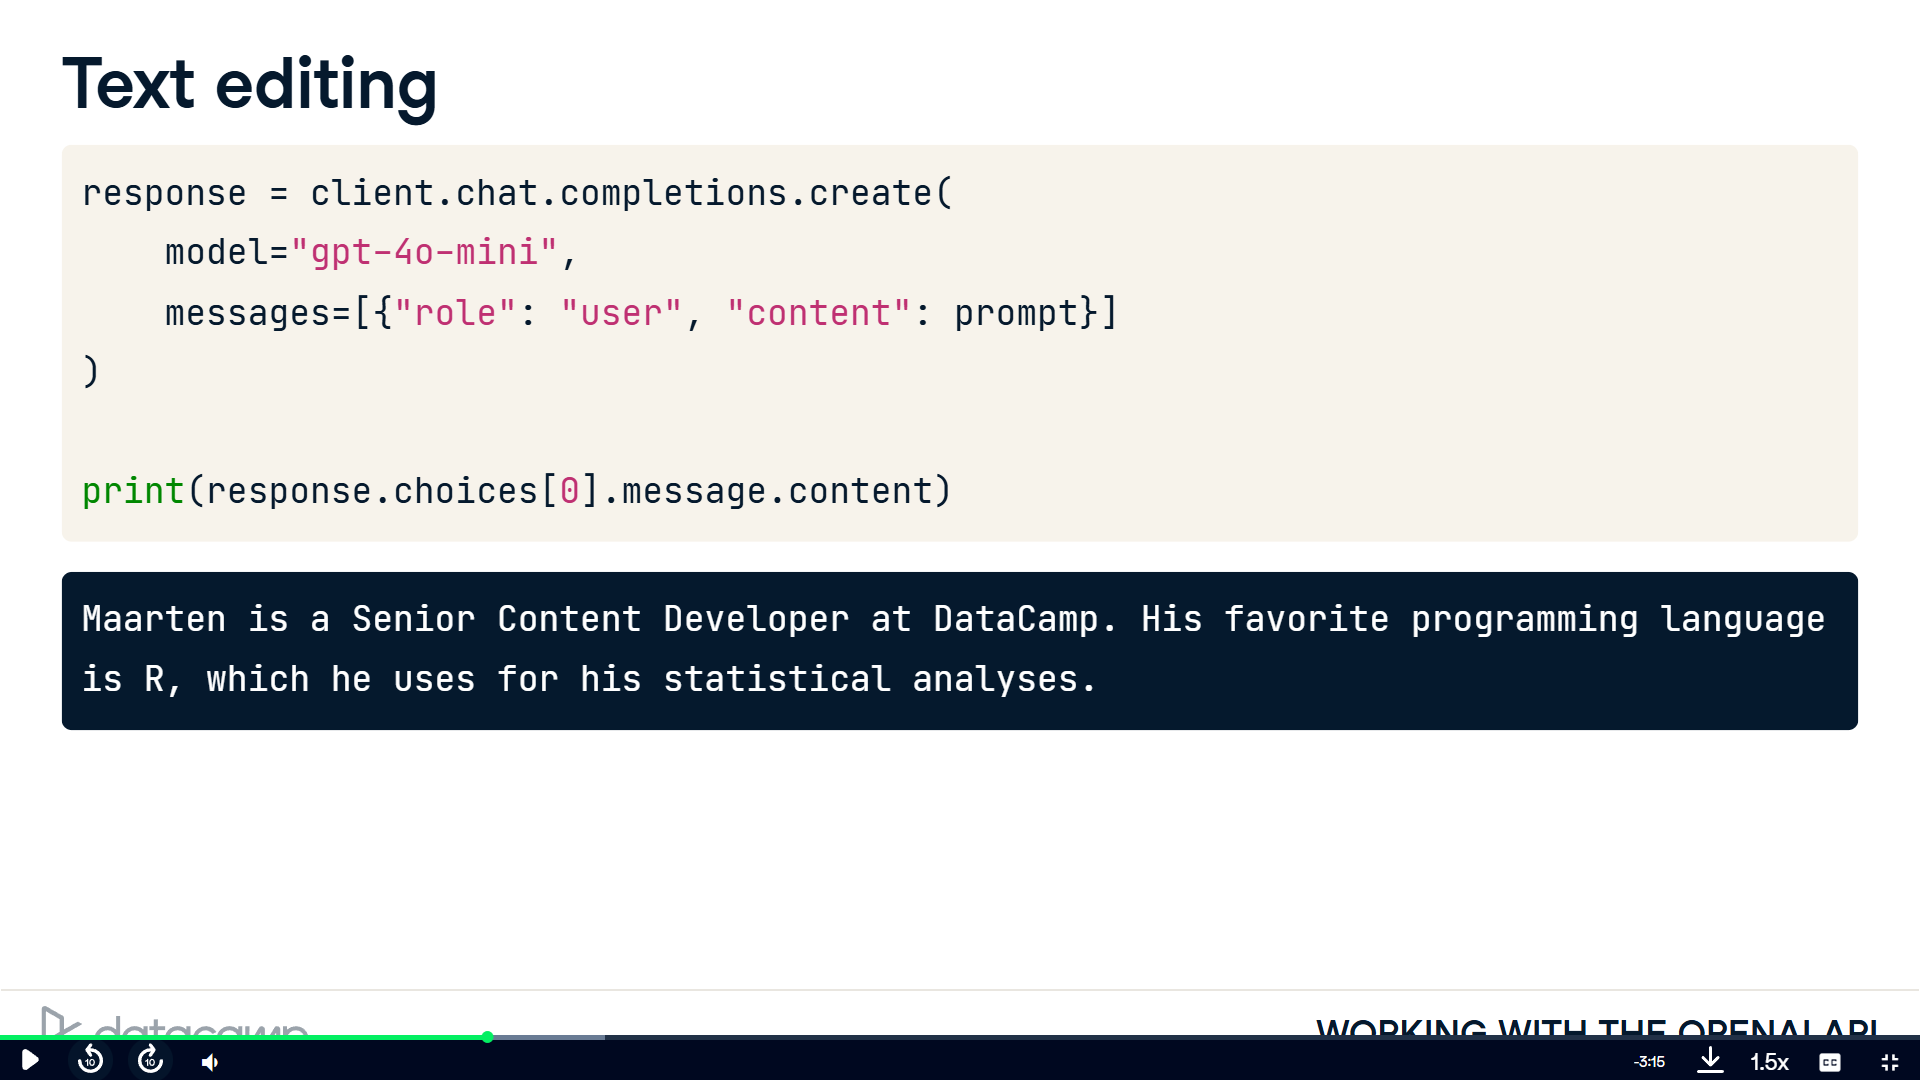 Text editing
response = client.chat.completions.create(
    model="gpt-4o-mini",
    messages=[{"role": "user", "content": prompt}]
)
print(response.choices[0].message.content)
Maarten is a Senior Content Developer at DataCamp. His favorite programming language
is R, which he uses for his statistical analyses.
datacamp
WORKING WITH THE OPENAI API
10
10
-3:15
1.5x
CC